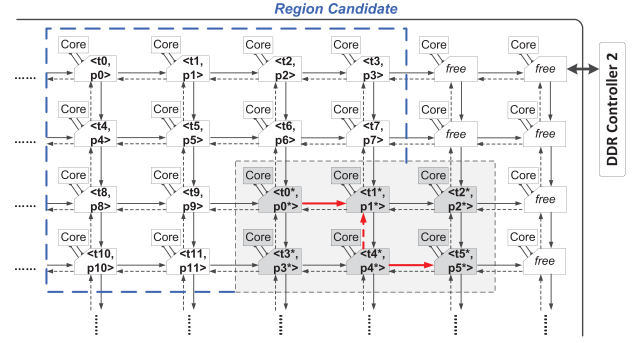 Region Candidate
Core Core Core Core Core Core
<t0, <t1, <t2, <t3, free free
p0> p1> p2> p3>
DDR Controller 2
......
Core Core Core Core Core Core
<t4, <t5, <t6, <t7, free free
p4> p5> p6> p7>
......
Core Core Core Core Core Core
<t8, <t9, <t0*, <t1*, <t2*, free
p8> p9> p0*> p1*> p2*>
......
Core Core Core Core Core Core
<t10, <t11, <t3*, <t4*, <t5*, free
p10> p11> p3*> p4*> p5*>
......